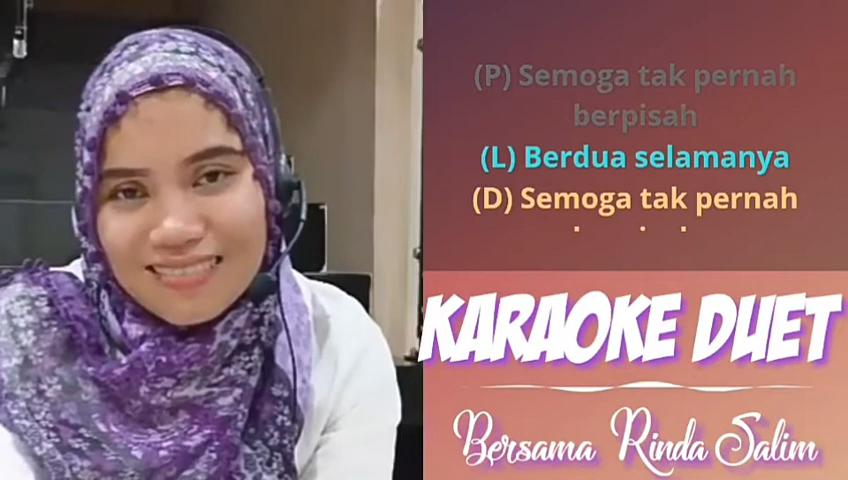 (P) Semoga tak pernah
berpisah
(L) Berdua selamanya
(D) Semoga tak pernah
KARAOKE DUET
Bersama Rinda Salim